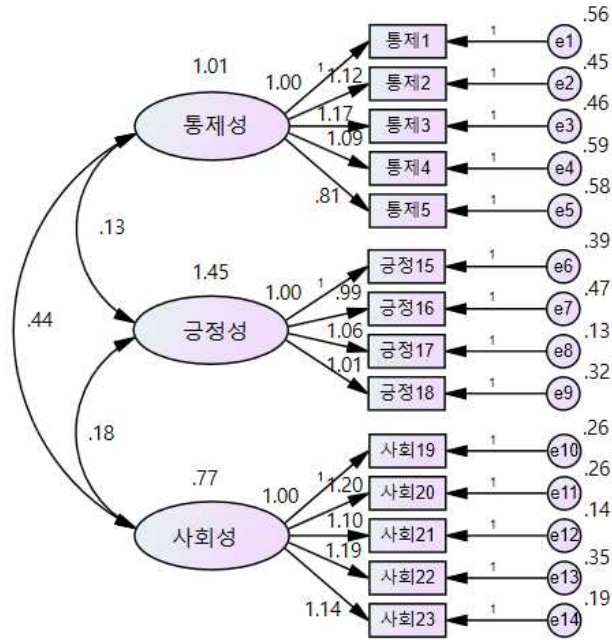 .56
통제1
1
e1
1.01
1.00
1
1.12
.45
통제2
1
e2
통제성
1.17
.46
통제3
1
e3
1.09
.59
통제4
1
e4
.81
.58
통제5
1
e5
.13
.39
1.45
1.00
1
긍정15
1
e6
.99
.47
긍정16
1
e7
.44
긍정성
1.06
.13
긍정17
1
e8
1.01
.32
긍정18
1
e9
.18
.26
사회19
1
e10
.77
1.00
1
1.20
.26
사회20
1
e11
사회성
1.10
.14
사회21
1
e12
1.19
.35
사회22
1
e13
1.14
.19
사회23
1
e14